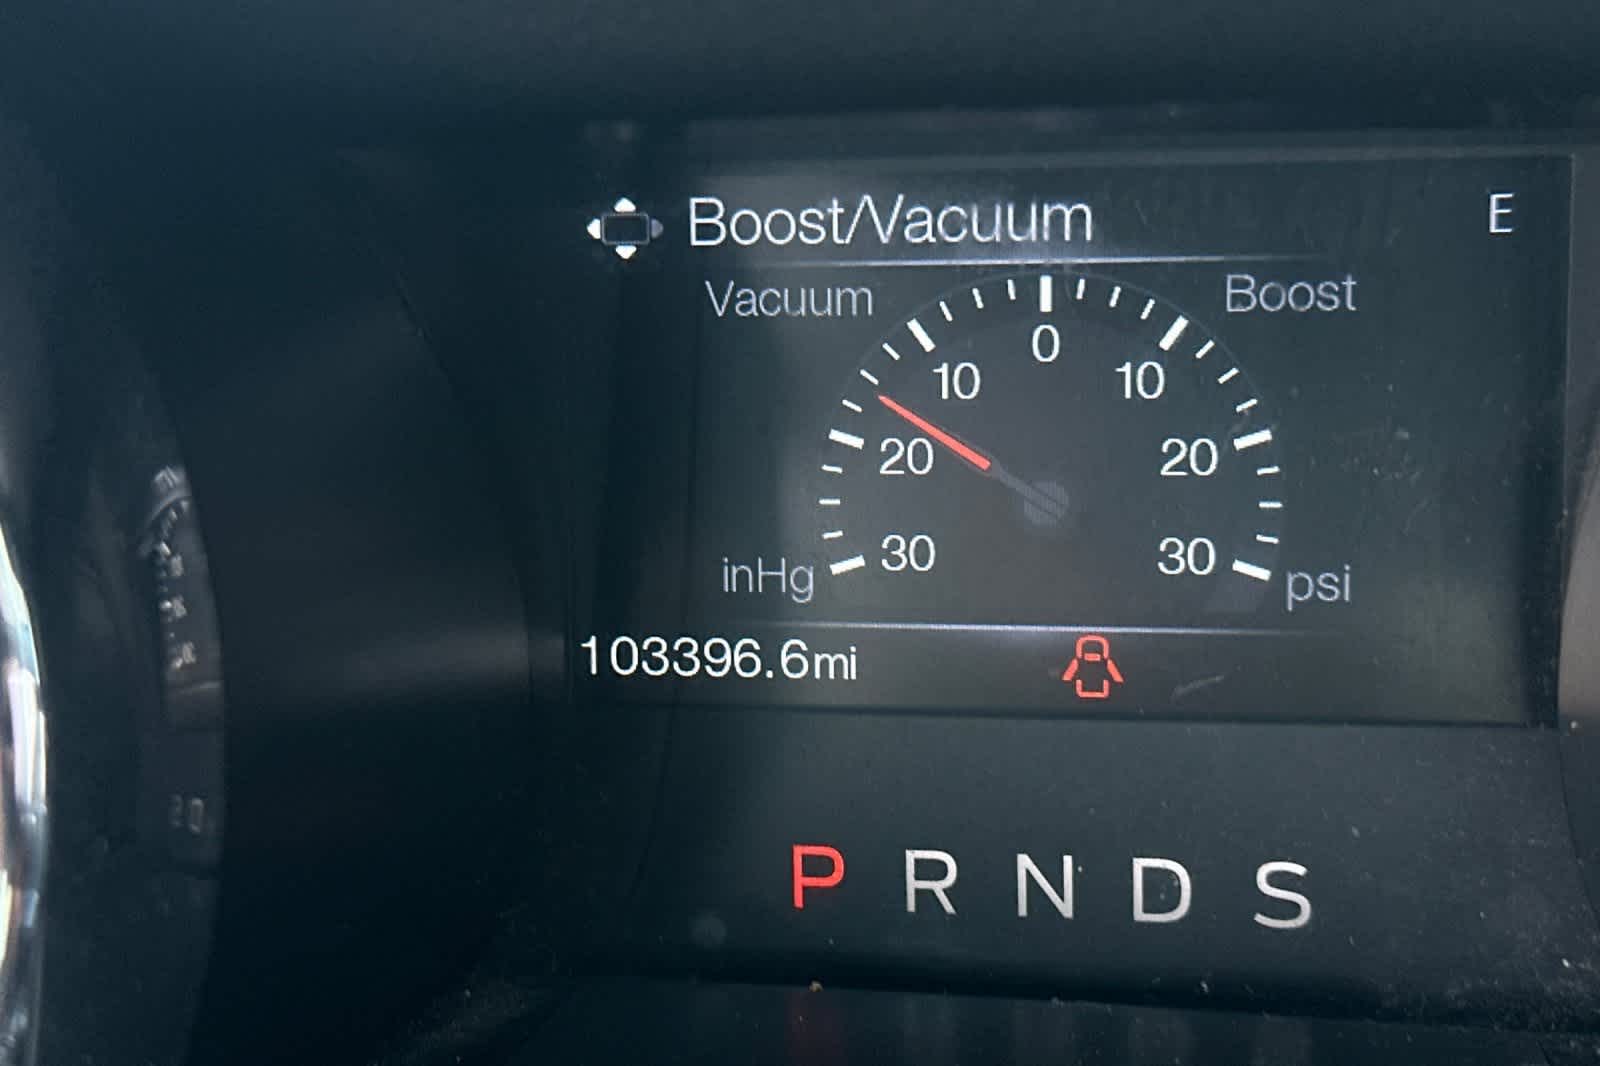 Boost/Vacuum E
Vacuum Boost
0
10 10
20 20
30 30
inHg psi
103396.6mi
P R N D S